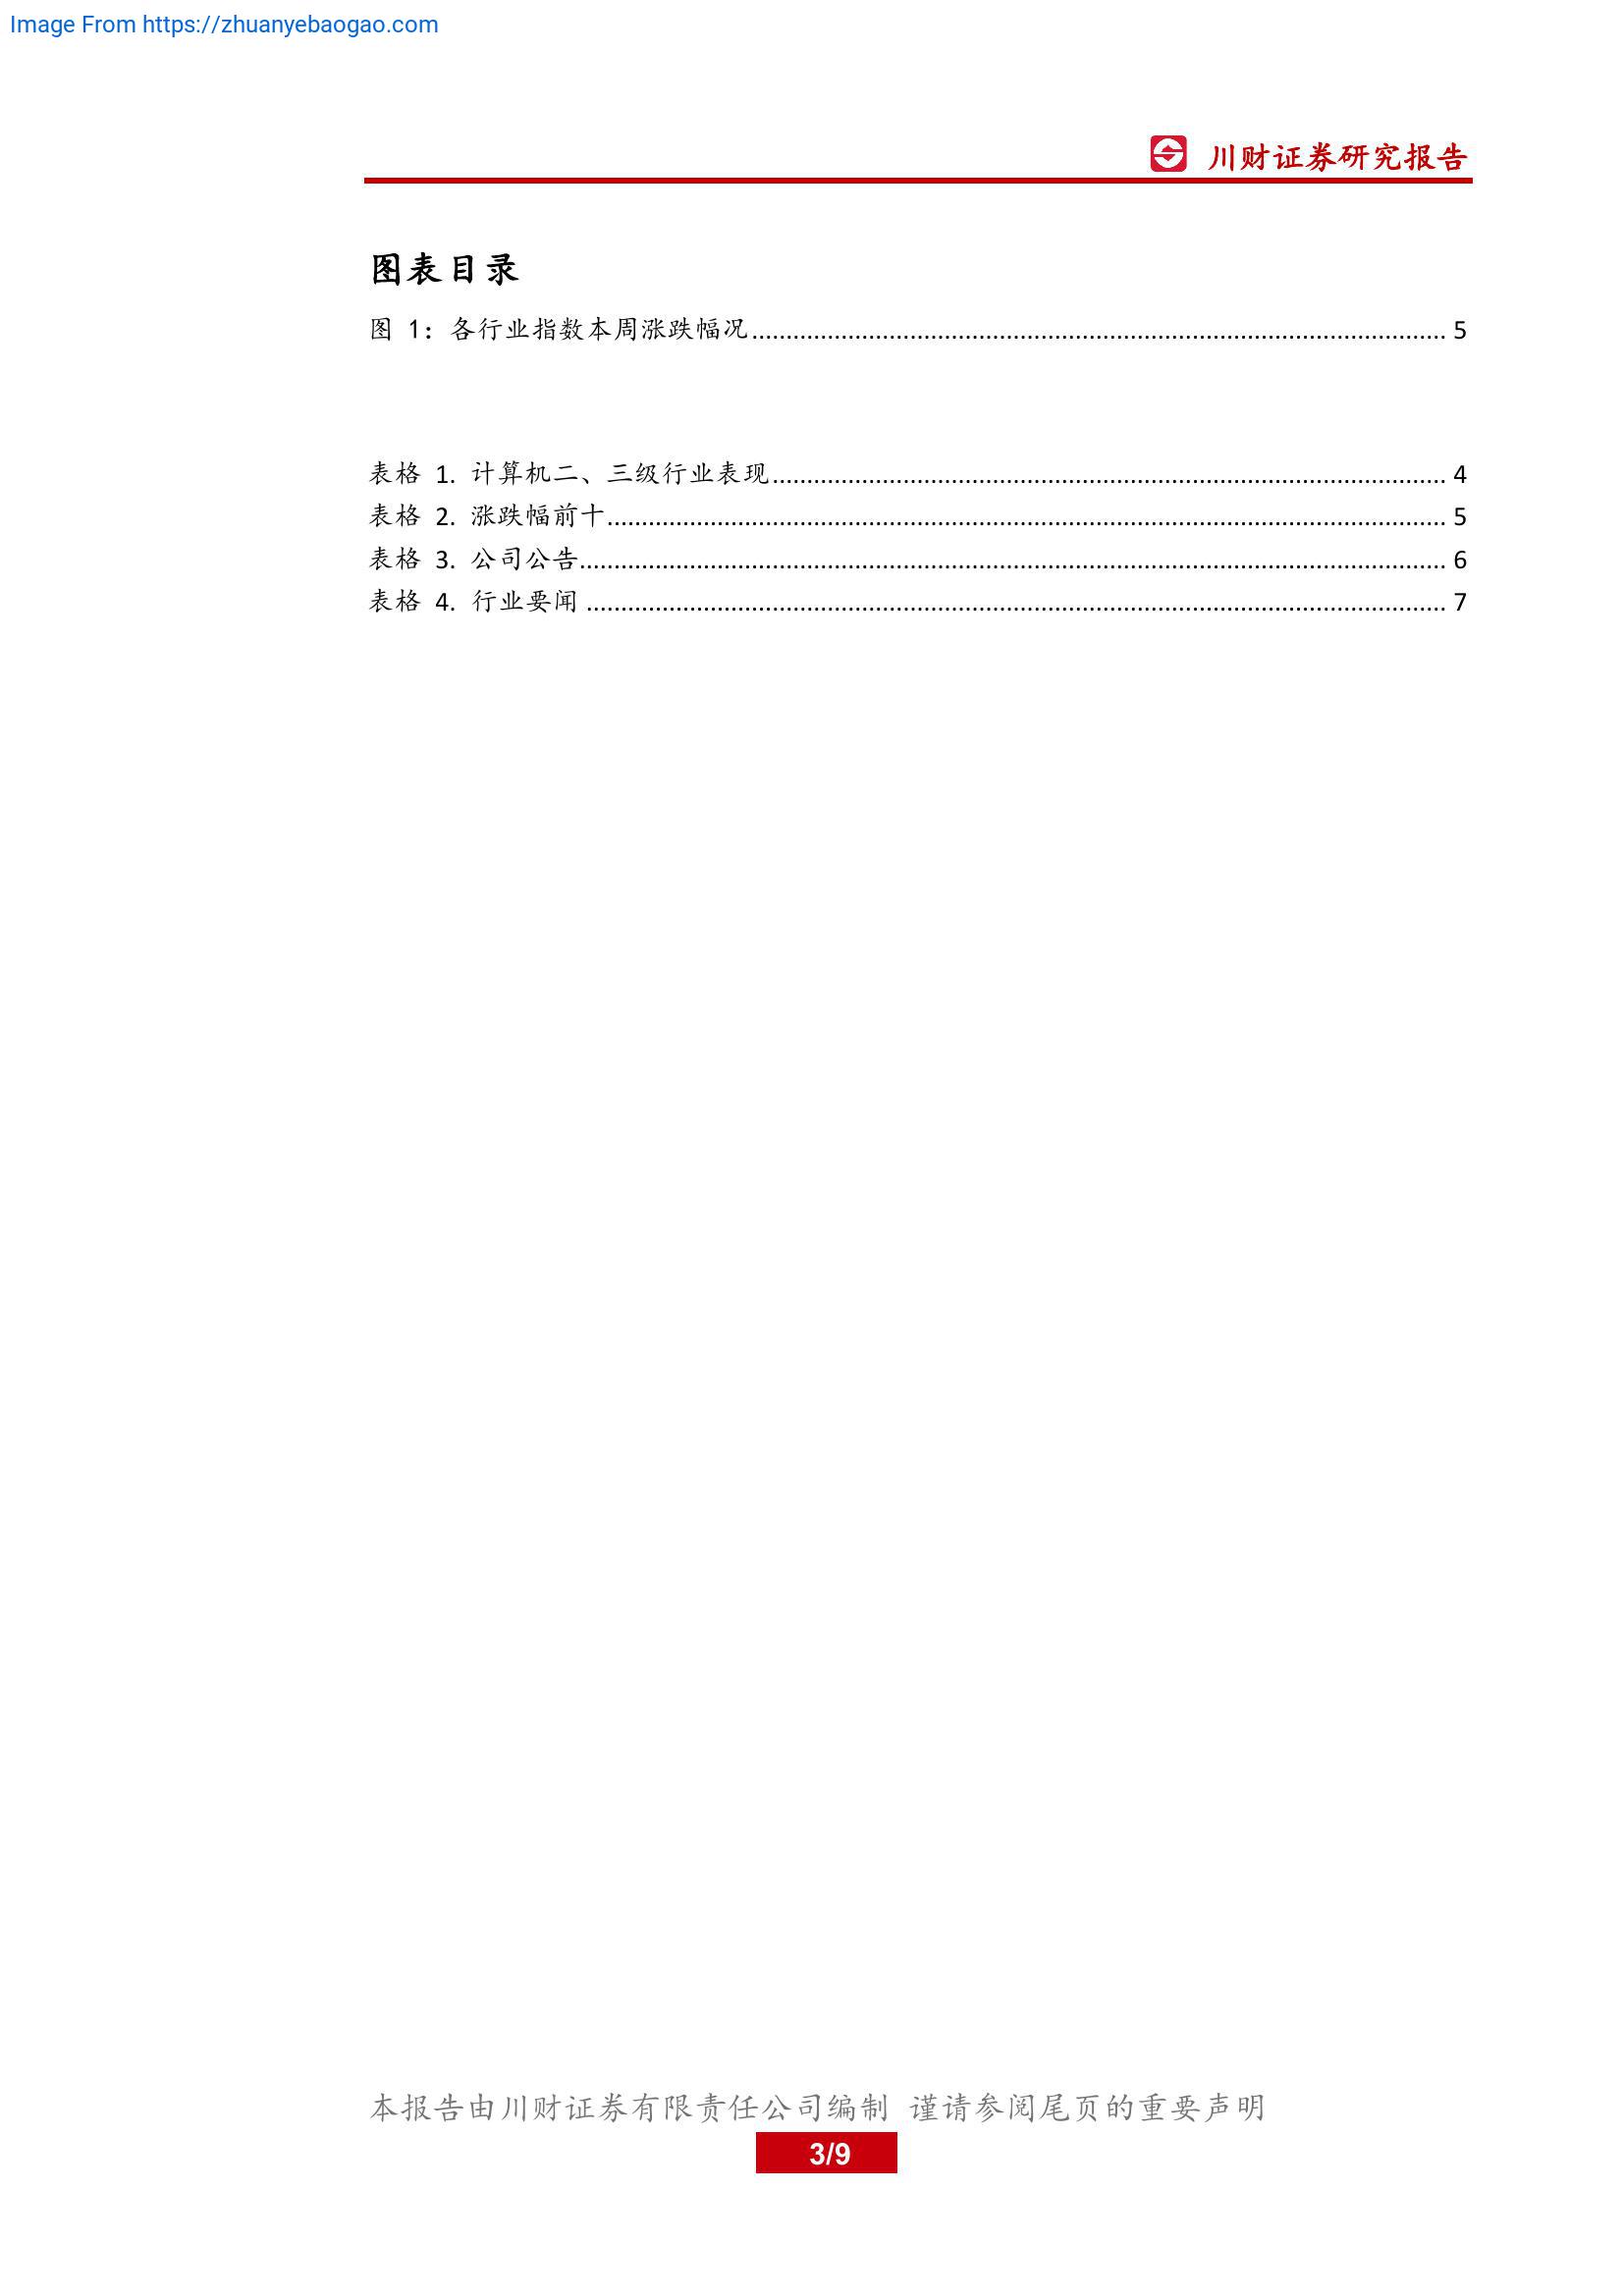 Image From https://zhuanyebaogao.com
川财证券研究报告
图表目录
图 1：各行业指数本周涨跌幅况........................................ 5
表格 1. 计算机二、三级行业表现........................................ 4
表格 2. 涨跌幅前十........................................ 5
表格 3. 公司公告........................................ 6
表格 4. 行业要闻........................................ 7
本报告由川财证券有限责任公司编制 谨请参阅尾页的重要声明
3/9